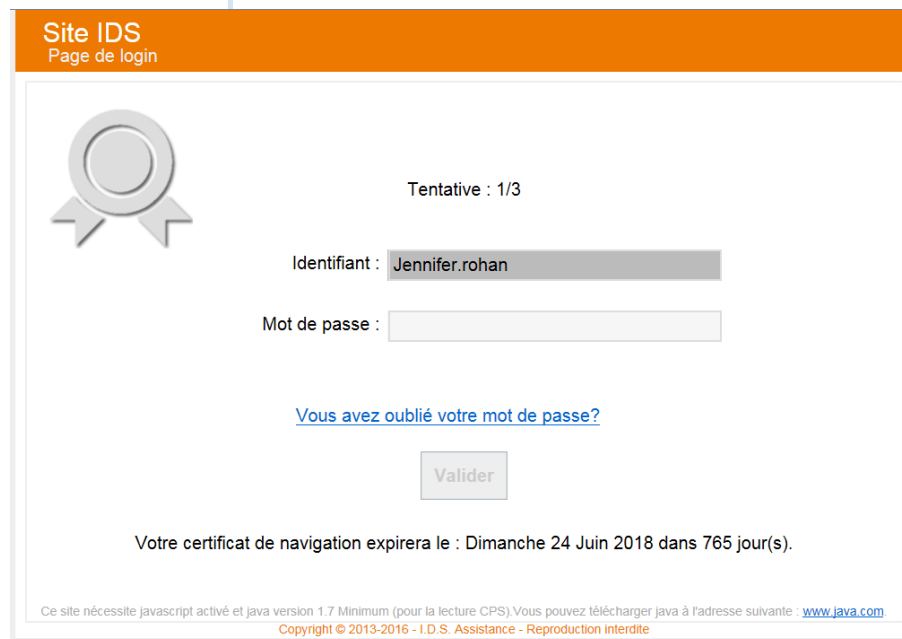 Site IDS
Page de login
Tentative : 1/3
Identifiant : Jennifer.rohan
Mot de passe :
Vous avez oublié votre mot de passe?
Valider
Votre certificat de navigation expirera le : Dimanche 24 Juin 2018 dans 765 jour(s).
Ce site nécessite javascript activé et java version 1.7 Minimum (pour la lecture CPS).Vous pouvez télécharger java à l'adresse suivante : www.java.com.
Copyright © 2013-2016 - I.D.S. Assistance - Reproduction interdite